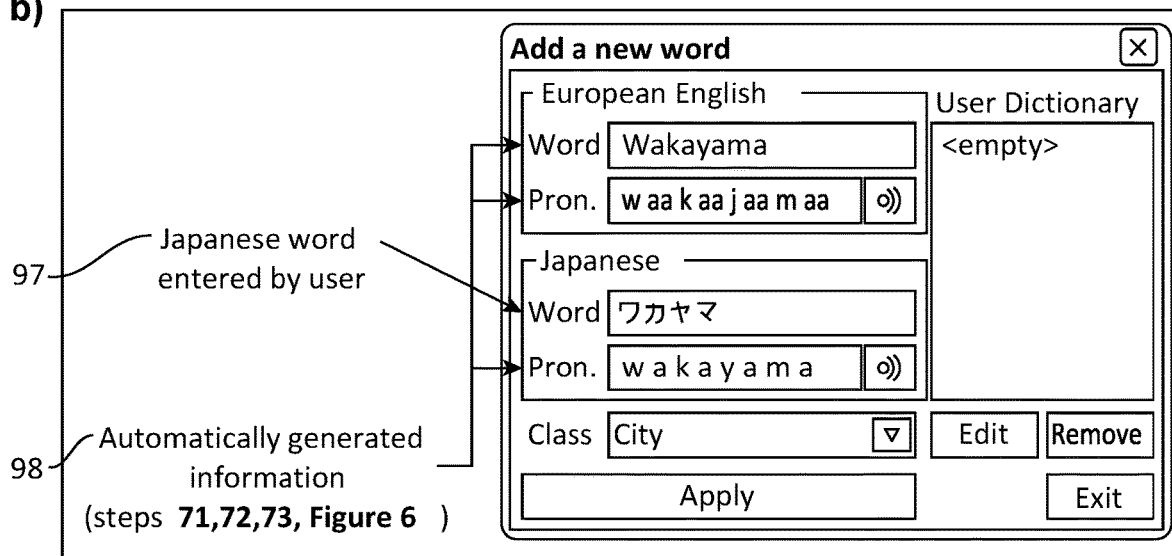 b)
Add a new word
European English
Word Wakayama
Pron. w aa k aa j aa m aa
User Dictionary
<empty>
97
Japanese word
entered by user
Japanese
Word ワカヤマ
Pron. w a k a y a m a
98
Automatically generated
information
(steps 71,72,73, Figure 6 )
Class City
Edit
Remove
Apply
Exit